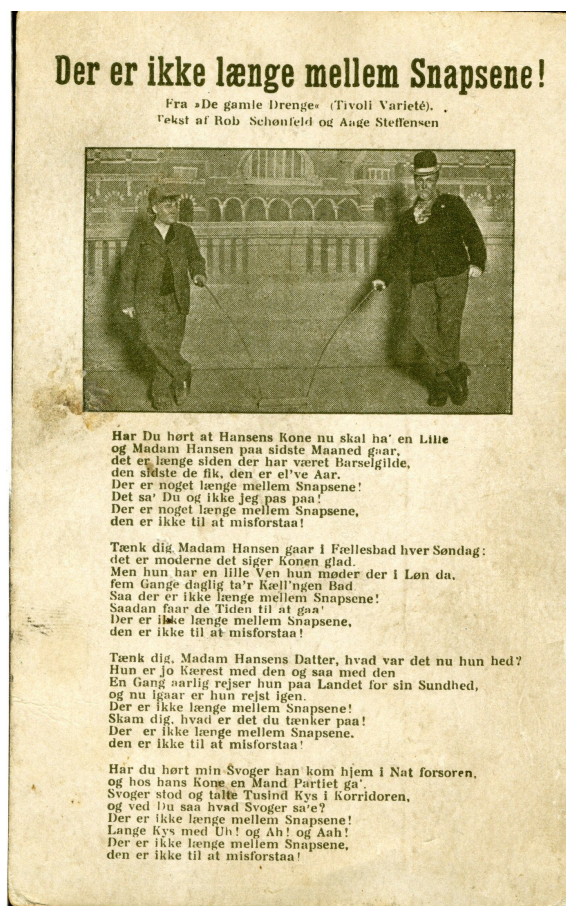 Der er ikke længe mellem Snapsene!
Fra »De gamle Drenge« (Tivoli Varieté).
Tekst af Rob Schønfeld og Aage Steffensen
Har Du hørt at Hansens Kone nu skal ha' en Lille
og Madam Hansen paa sidste Maaned gaar,
det er længe siden der har været Barselgilde,
den sidste de fik, den er el've Aar.
Der er noget længe mellem Snapsene!
Det sa' Du og ikke jeg pas paa!
Der er noget længe mellem Snapsene,
den er ikke til at misforstaa!
Tænk dig, Madam Hansen gaar i Fællesbad hver Søndag;
det er moderne det siger Konen glad.
Men hun har en lille Ven hun møder der i Løn da,
fem Gange daglig ta'r Kæll'ngen Bad
Saa der er ikke længe mellem Snapsene!
Saadan faar de Tiden til at gaa'
Der er ikke længe mellem Snapsene,
den er ikke til at misforstaa!
Tænk dig, Madam Hansens Datter, hvad var det nu hun hed?
Hun er jo Kærest med den og saa med den
En Gang aarlig rejser hun paa Landet for sin Sundhed,
og nu igaar er hun rejst igen.
Der er ikke længe mellem Snapsene!
Skam dig, hvad er det du tænker paa!
Der er ikke længe mellem Snapsene,
den er ikke til at misforstaa!
Har du hørt min Svoger han kom hjem i Nat forsoren,
og hos hans Kone en Mand Partiet ga'.
Svoger stod og talte Tusind Kys i Korridoren,
og ved Du saa hvad Svoger sa'e?
Der er ikke længe mellem Snapsene!
Lange Kys med Uh! og Ah! og Aah!
Der er ikke længe mellem Snapsene,
den er ikke til at misforstaa!